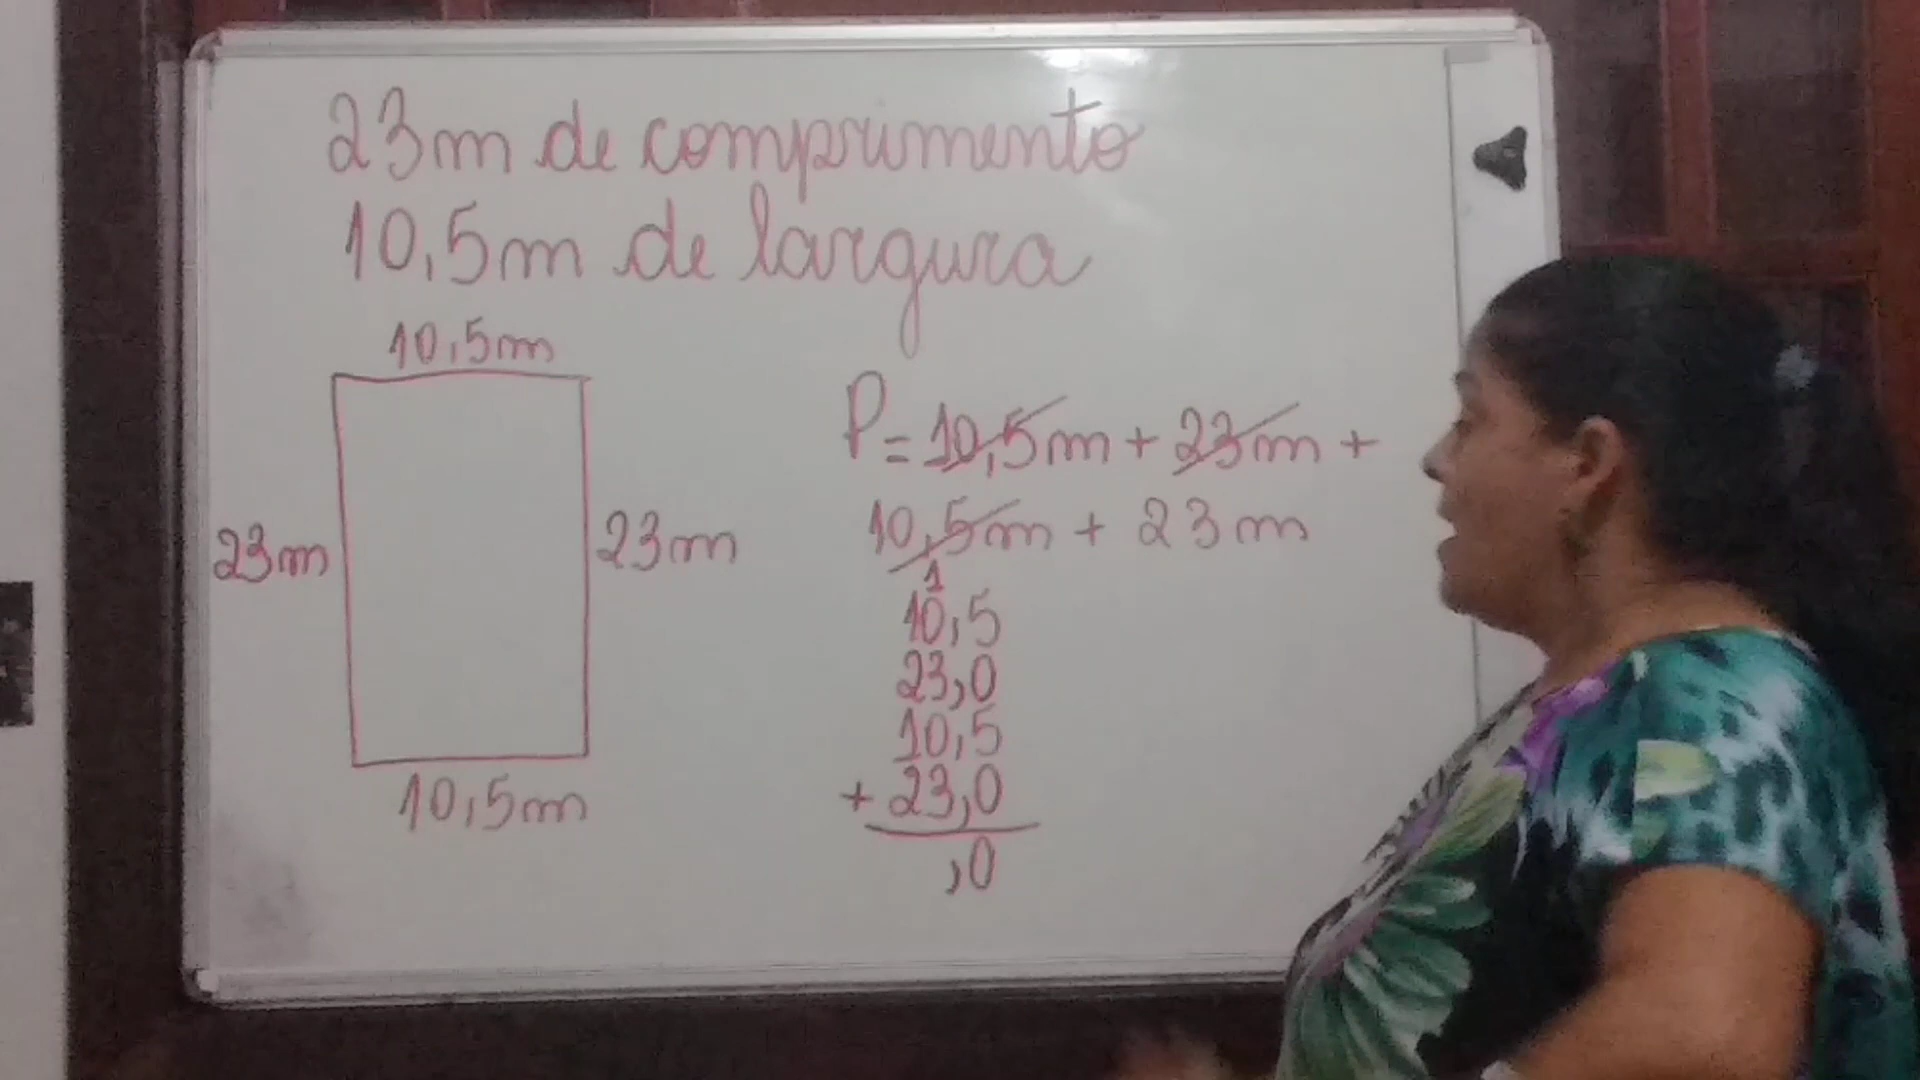 23m de comprimento
10,5m de largura
10,5m
23m
23m
10,5m
P=10,5m + 23m +
10,5m + 23m
1
10,5
23,0
10,5
+ 23,0
,0